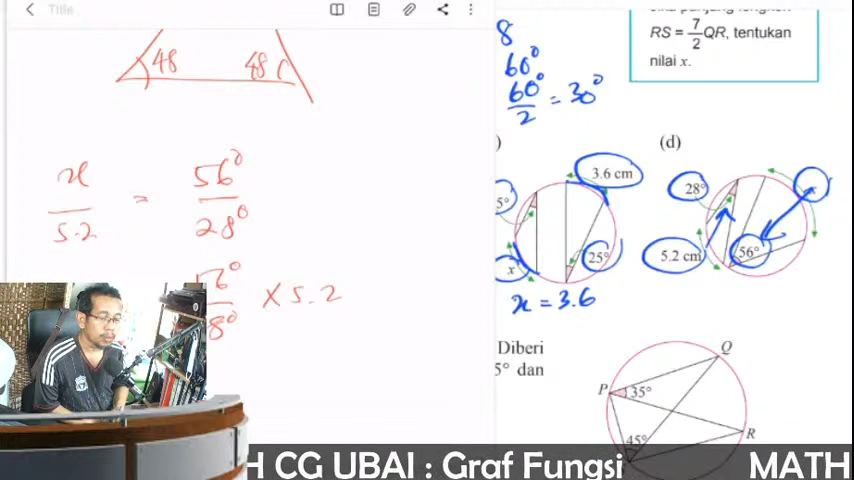 Title
48 48
x/5.2 = 56°/28°
8° × 5.2
8
60°
60°/2 = 30°
RS = 7/2 QR, tentukan
nilai x.
(d)
3.6 cm
5°
x
25°
x = 3.6
28°
5.2 cm
56°
Diberi
5° dan
Q
P
35°
R
45°
H CG UBAI : Graf Fungsi MATH